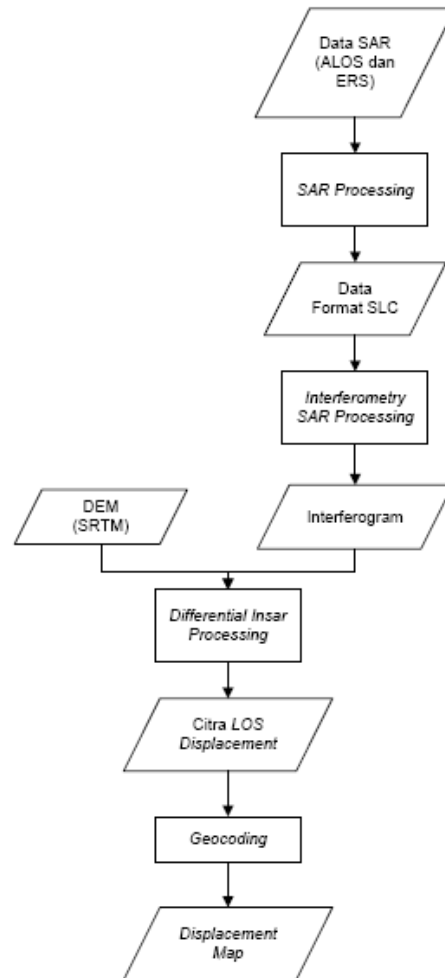 Data SAR
(ALOS dan
ERS)
SAR Processing
Data
Format SLC
Interferometry
SAR Processing
DEM
(SRTM)
Interferogram
Differential Insar
Processing
Citra LOS
Displacement
Geocoding
Displacement
Map